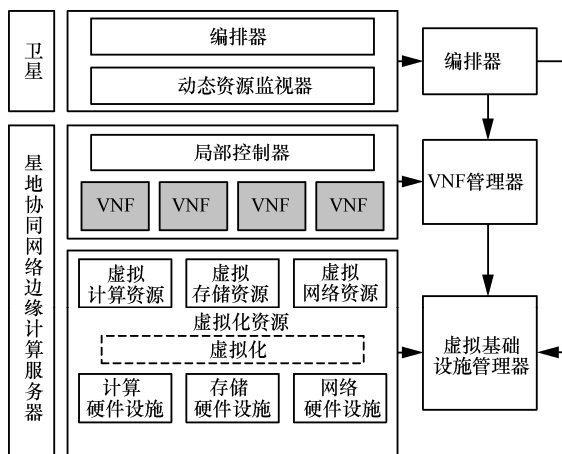 卫星
编排器
动态资源监视器
编排器
星地协同网络边缘计算服务器
局部控制器
VNF
VNF
VNF
VNF
VNF管理器
虚拟
计算资源
虚拟
存储资源
虚拟
网络资源
虚拟化资源
虚拟化
计算
硬件设施
存储
硬件设施
网络
硬件设施
虚拟基础
设施管理器